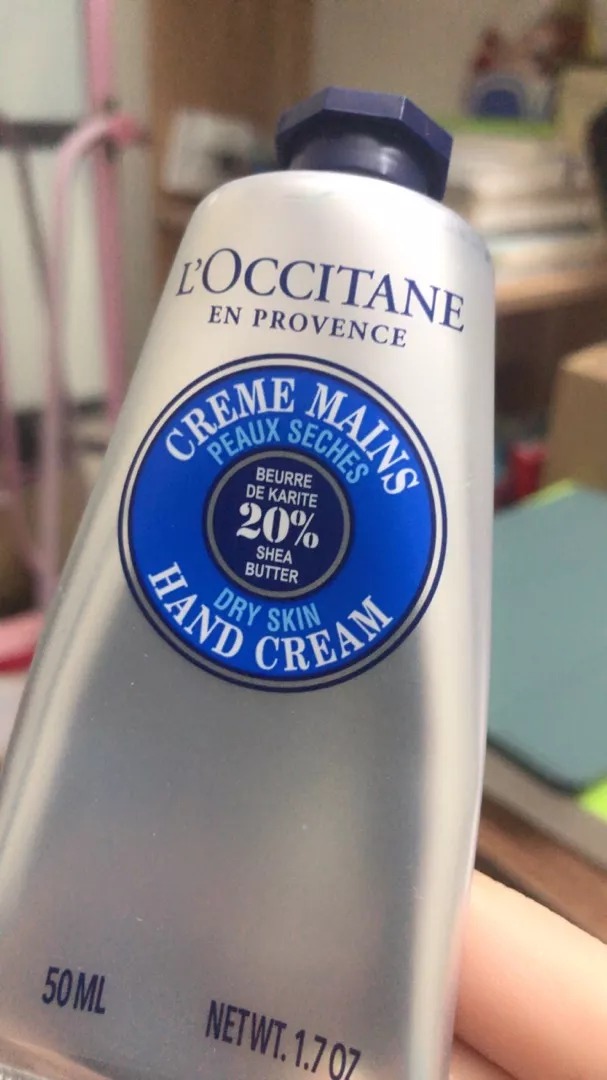 L'OCCITANE
EN PROVENCE
CREME MAINS
PEAUX SECHES
BEURRE
DE KARITE
20%
SHEA
BUTTER
DRY SKIN
HAND CREAM
50 ML
NET WT. 1.7 OZ